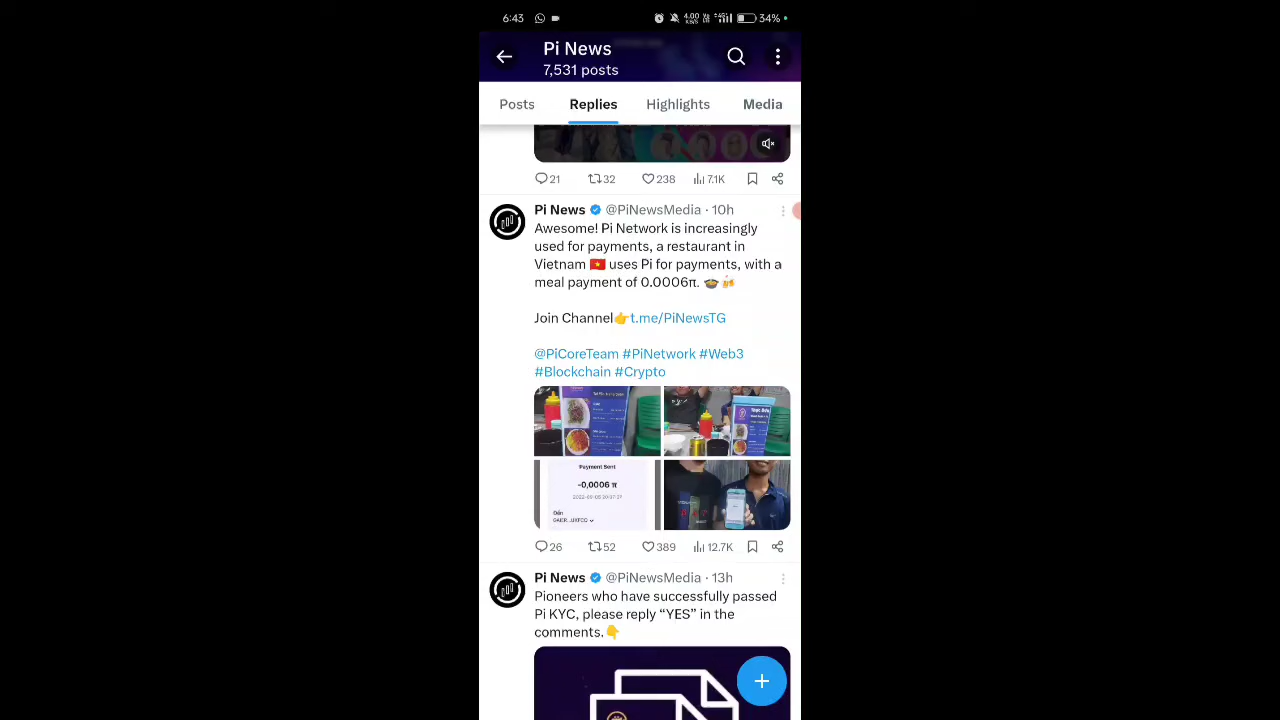 6:43
4.00
KB/S
34%
Pi News
7,531 posts
Posts
Replies
Highlights
Media
21
32
238
7.1K
Pi News @PiNewsMedia · 10h
Awesome! Pi Network is increasingly
used for payments, a restaurant in
Vietnam 🇻🇳 uses Pi for payments, with a
meal payment of 0.0006π. 🍲🍻
Join Channel👉t.me/PiNewsTG
@PiCoreTeam #PiNetwork #Web3
#Blockchain #Crypto
Payment Sent
-0,0006 π
Đến
26
52
389
12.7K
Pi News @PiNewsMedia · 13h
Pioneers who have successfully passed
Pi KYC, please reply “YES” in the
comments.👇